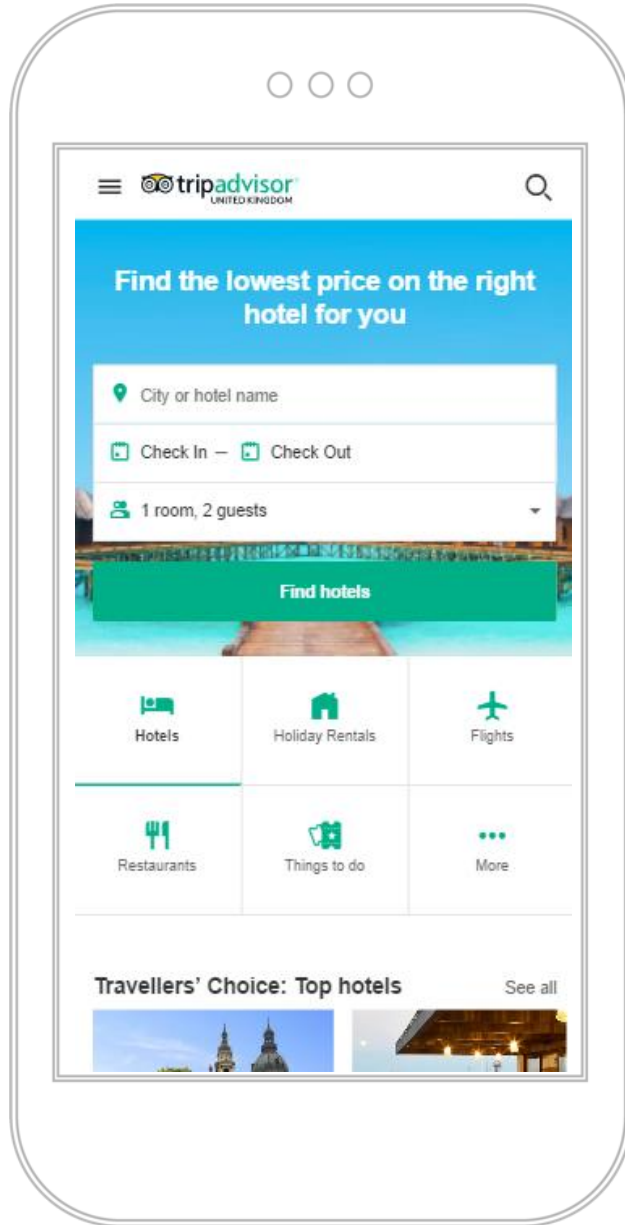 tripadvisor
UNITED KINGDOM
Find the lowest price on the right
hotel for you
City or hotel name
Check In – Check Out
1 room, 2 guests
Find hotels
Hotels
Holiday Rentals
Flights
Restaurants
Things to do
More
Travellers' Choice: Top hotels
See all